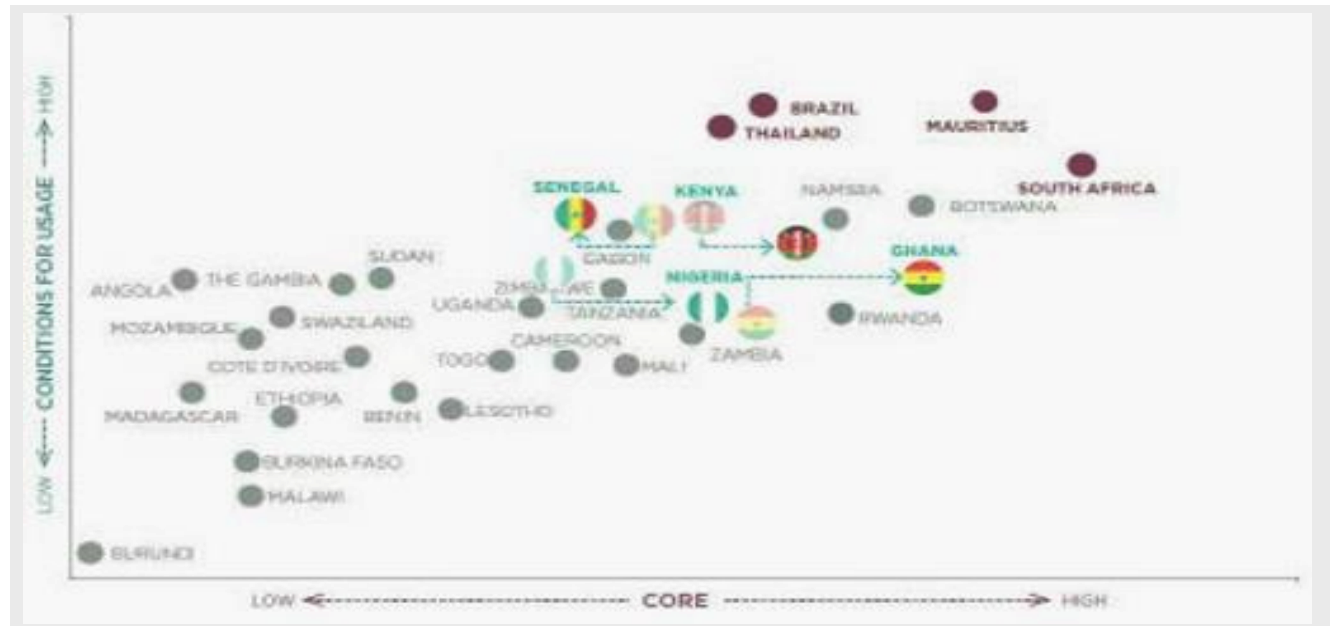 HIGH
CONDITIONS FOR USAGE
LOW
BRAZIL
THAILAND
MAURITIUS
SOUTH AFRICA
SENEGAL
KENYA
NAMIBIA
BOTSWANA
GHANA
SUDAN
GABON
ANGOLA
THE GAMBIA
NIGERIA
UGANDA
TANZANIA
SWAZILAND
RWANDA
MOZAMBIQUE
CAMEROON
ZAMBIA
COTE D'IVOIRE
TOGO
MALI
ETHIOPIA
MADAGASCAR
BENIN
LESOTHO
BURKINA FASO
MALAWI
BURUNDI
LOW
CORE
HIGH